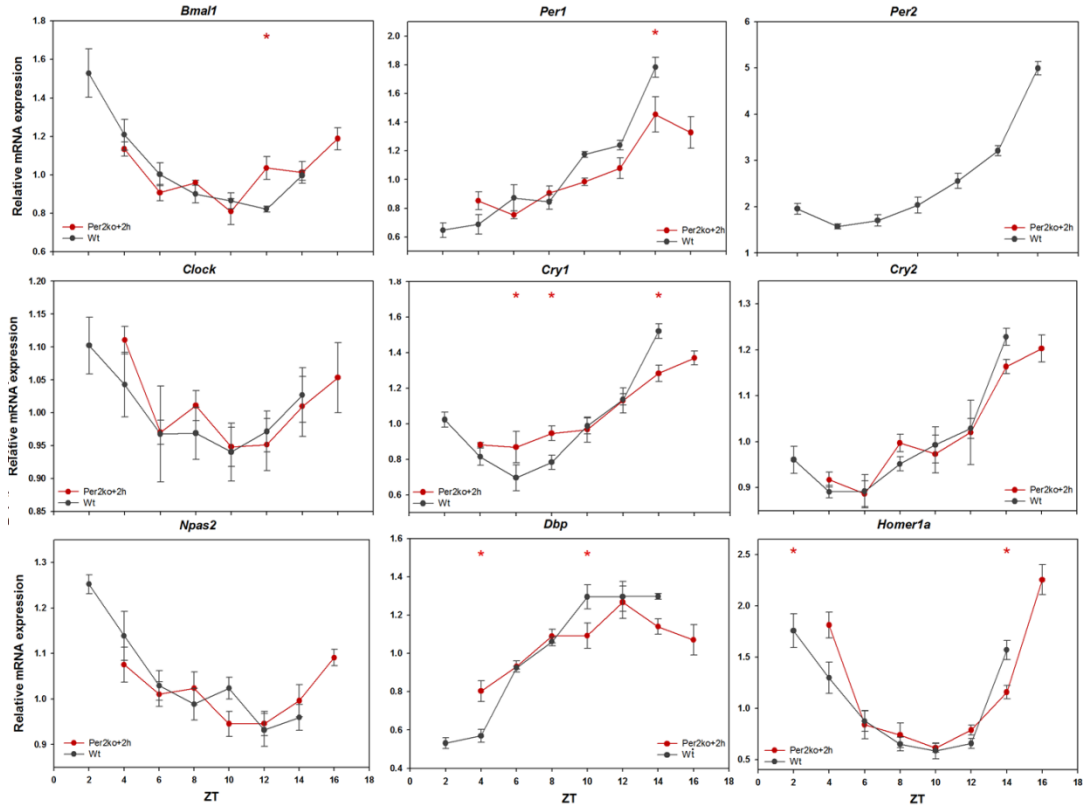 Bmal1
Per1
Per2
Relative mRNA expression
1.8
1.6
1.4
1.2
1.0
0.8
0.6
*
Per2ko+2h
Wt
2.0
1.8
1.6
1.4
1.2
1.0
0.8
0.6
*
Per2ko+2h
Wt
6
5
4
3
2
1
Per2ko+2h
Wt
Clock
Cry1
Cry2
Relative mRNA expression
1.20
1.15
1.10
1.05
1.00
0.95
0.90
0.85
Per2ko+2h
Wt
1.8
1.6
1.4
1.2
1.0
0.8
0.6
* * *
Per2ko+2h
Wt
1.3
1.2
1.1
1.0
0.9
Per2ko+2h
Wt
Npas2
Dbp
Homer1a
Relative mRNA expression
1.3
1.2
1.1
1.0
0.9
Per2ko+2h
Wt
0 2 4 6 8 10 12 14 16 18
ZT
1.6
1.4
1.2
1.0
0.8
0.6
0.4
* *
Per2ko+2h
Wt
0 2 4 6 8 10 12 14 16 18
ZT
2.5
2.0
1.5
1.0
0.5
* *
Per2ko+2h
Wt
0 2 4 6 8 10 12 14 16 18
ZT